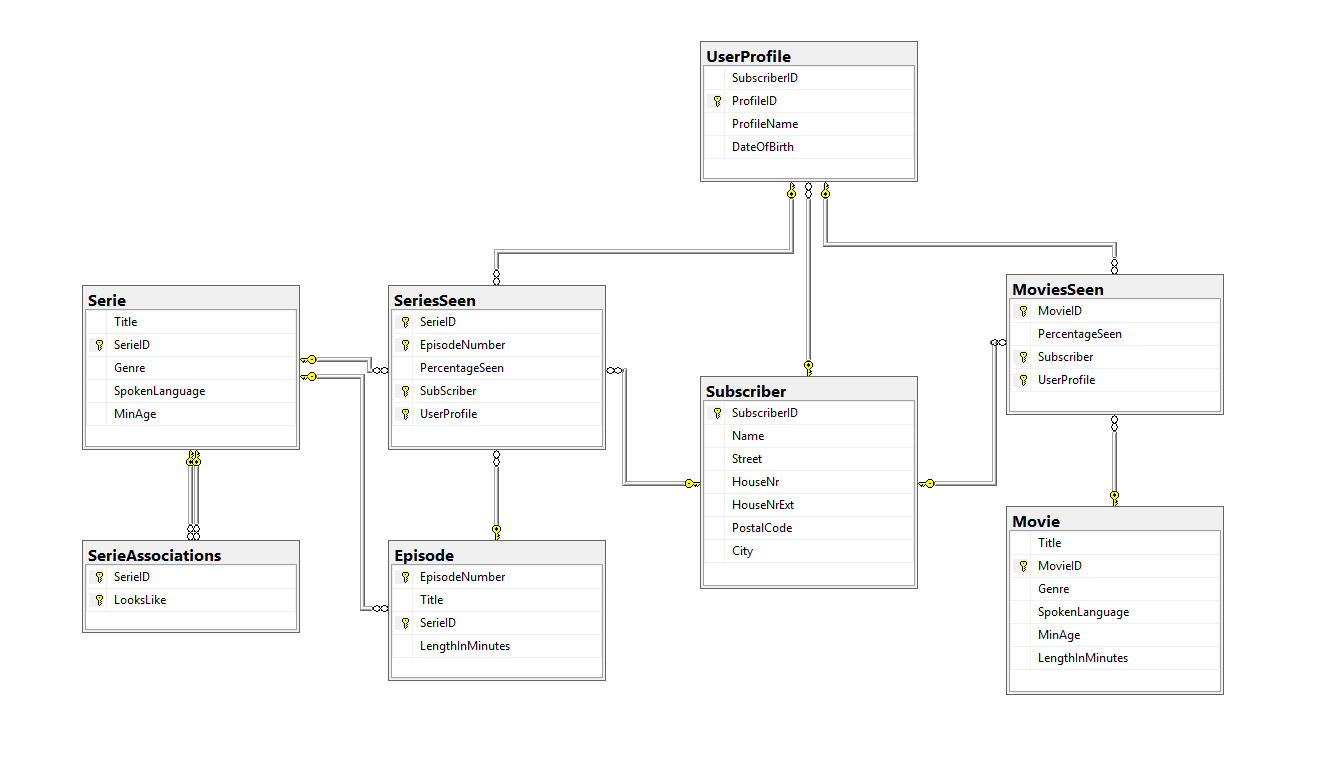 UserProfile
SubscriberID
ProfileID
ProfileName
DateOfBirth
Serie
Title
SerieID
Genre
SpokenLanguage
MinAge
SeriesSeen
SerieID
EpisodeNumber
PercentageSeen
SubScriber
UserProfile
MoviesSeen
MovieID
PercentageSeen
Subscriber
UserProfile
Subscriber
SubscriberID
Name
Street
HouseNr
HouseNrExt
PostalCode
City
SerieAssociations
SerieID
LooksLike
Episode
EpisodeNumber
Title
SerieID
LengthInMinutes
Movie
Title
MovieID
Genre
SpokenLanguage
MinAge
LengthInMinutes